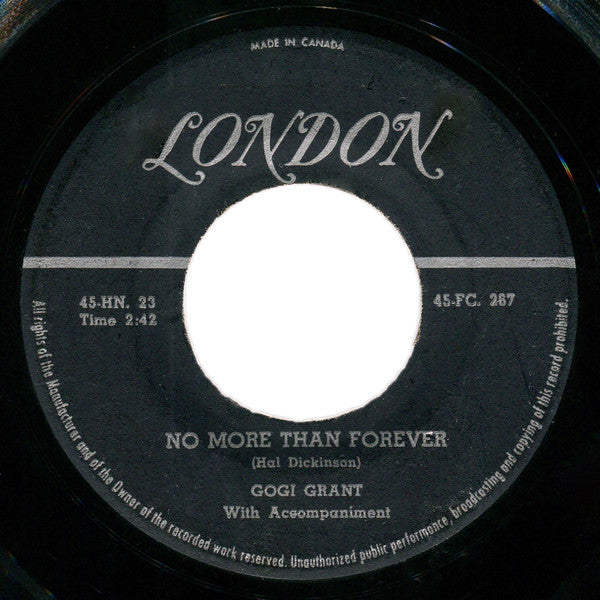 MADE IN CANADA
LONDON
45-HN. 23
Time 2:42
45-FC. 287
NO MORE THAN FOREVER
(Hal Dickinson)
GOGI GRANT
With Accompaniment
All rights of the Manufacturer and of the Owner of the recorded work reserved. Unauthorized public performance, broadcasting and copying of this record prohibited.